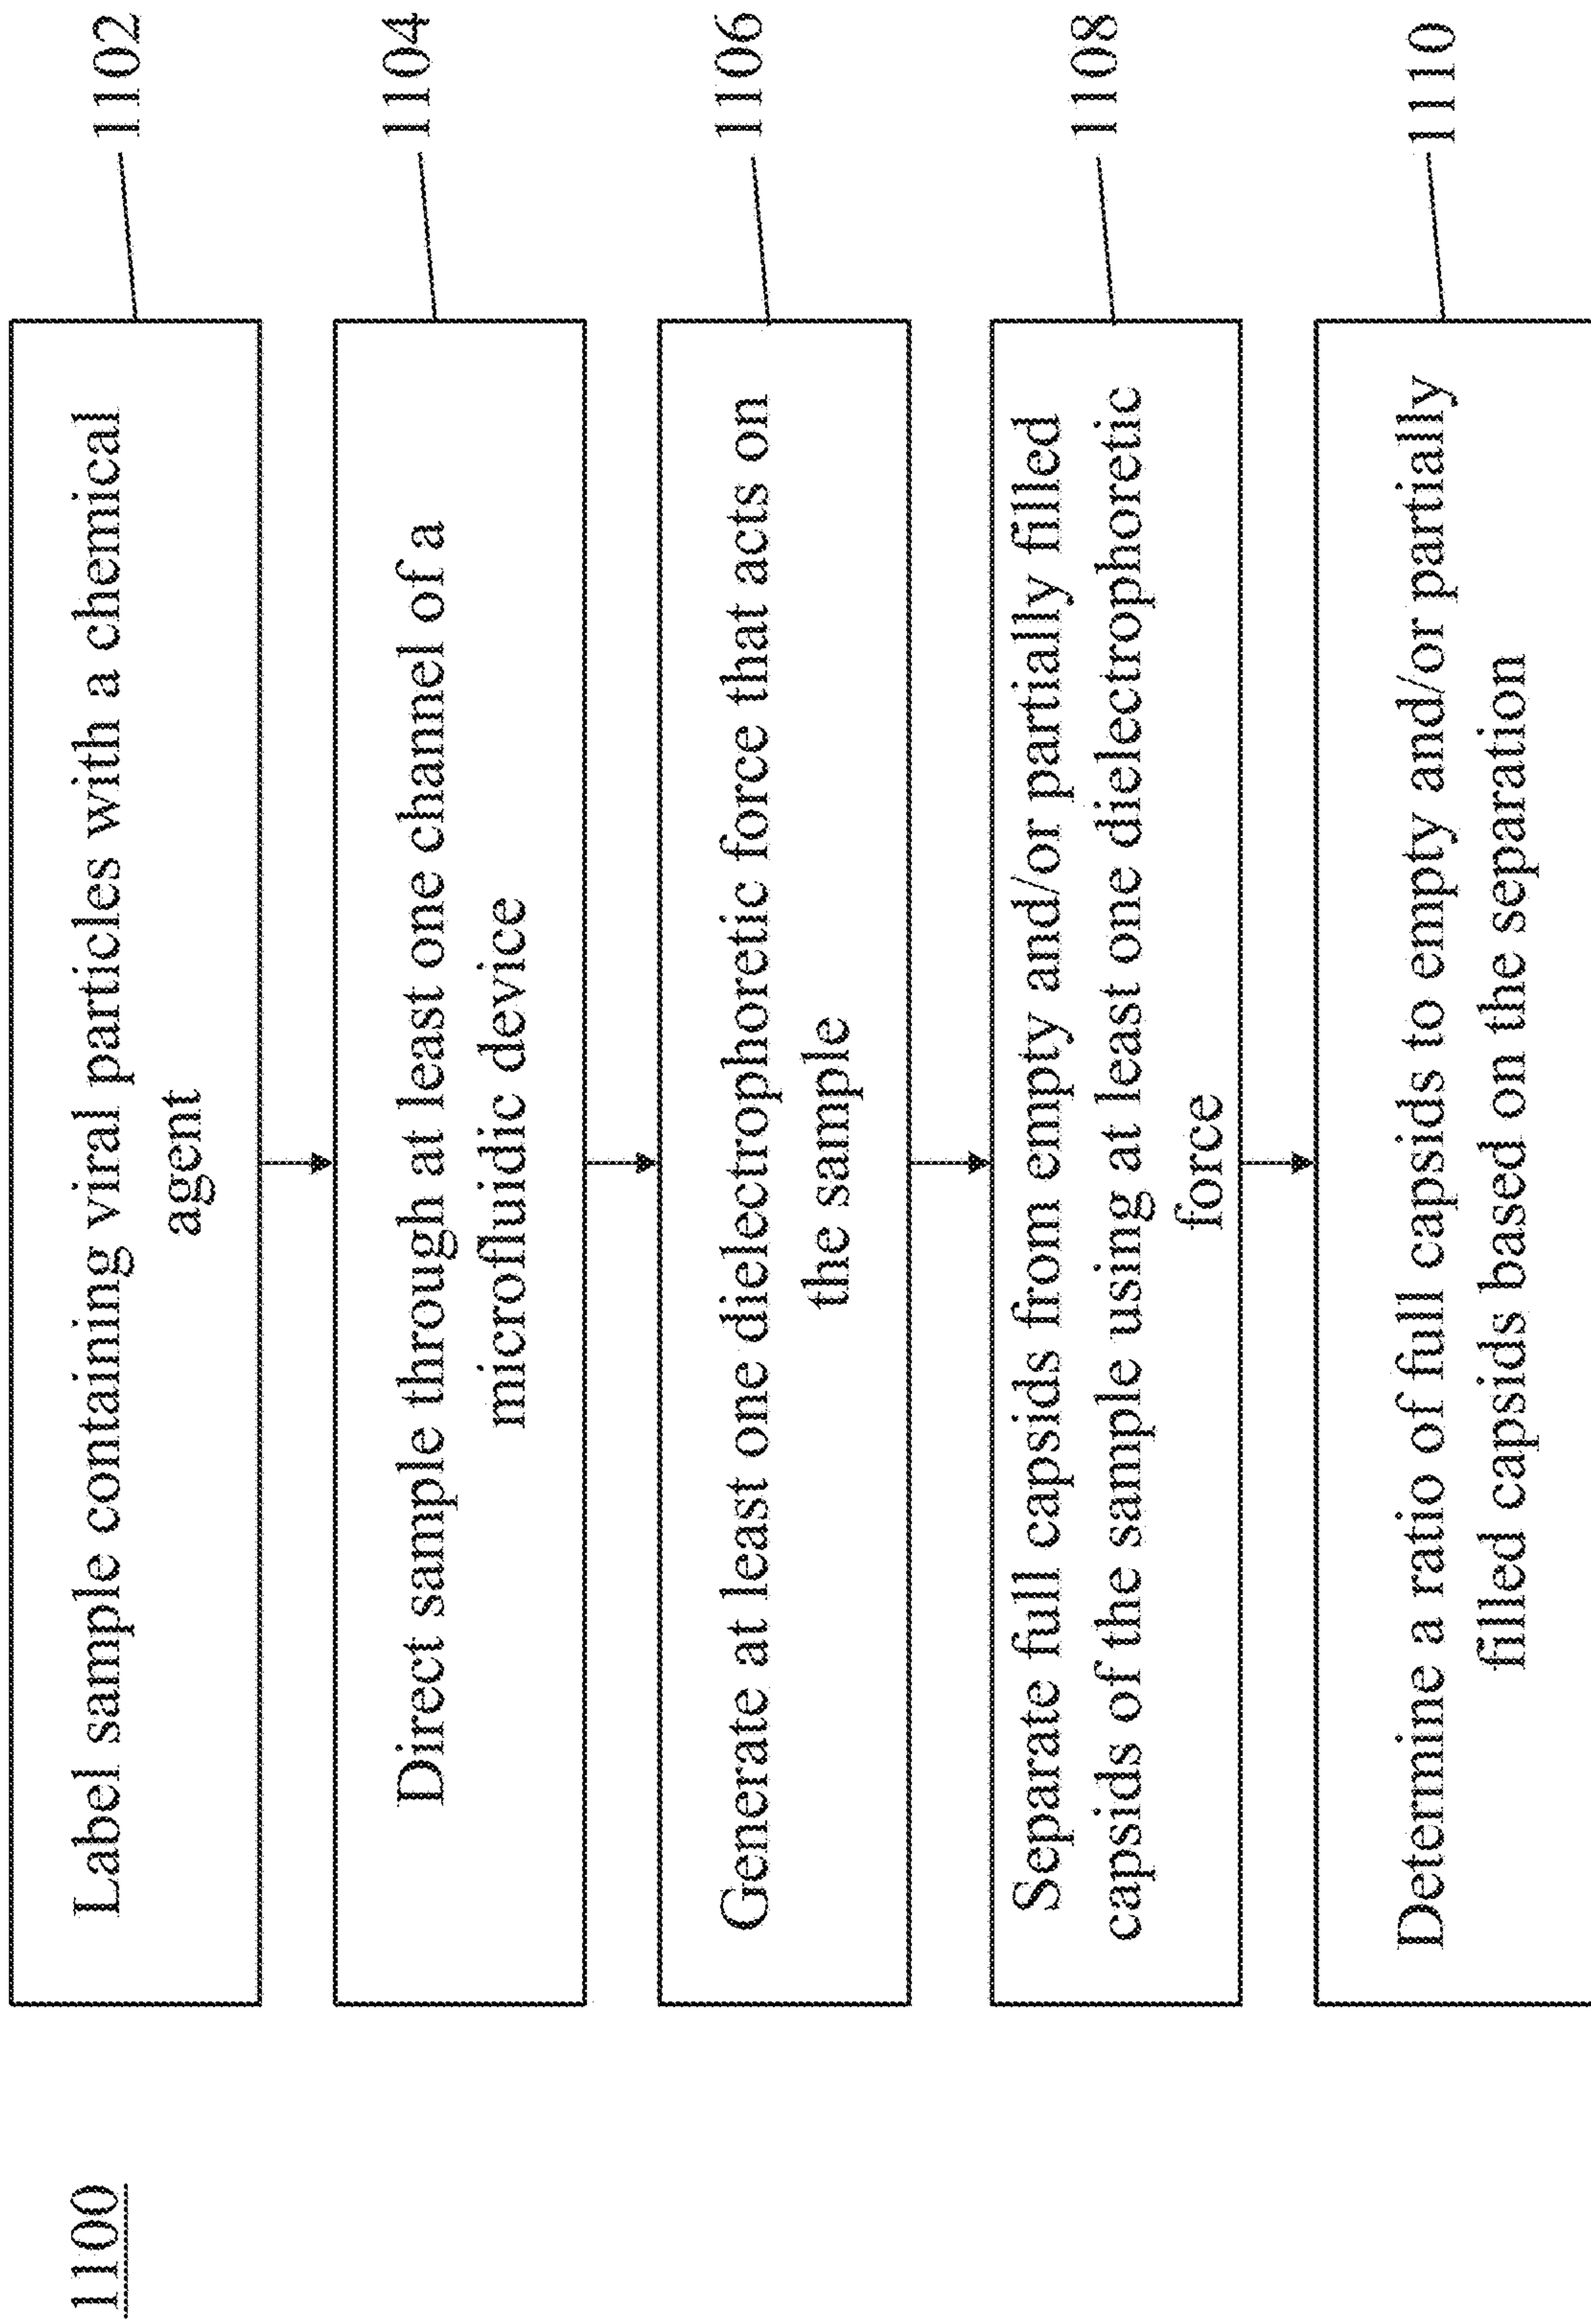 1100
Label sample containing viral particles with a chemical
agent
1102
Direct sample through at least one channel of a
microfluidic device
1104
Generate at least one dielectrophoretic force that acts on
the sample
1106
Separate full capsids from empty and/or partially filled
capsids of the sample using at least one dielectrophoretic
force
1108
Determine a ratio of full capsids to empty and/or partially
filled capsids based on the separation
1110